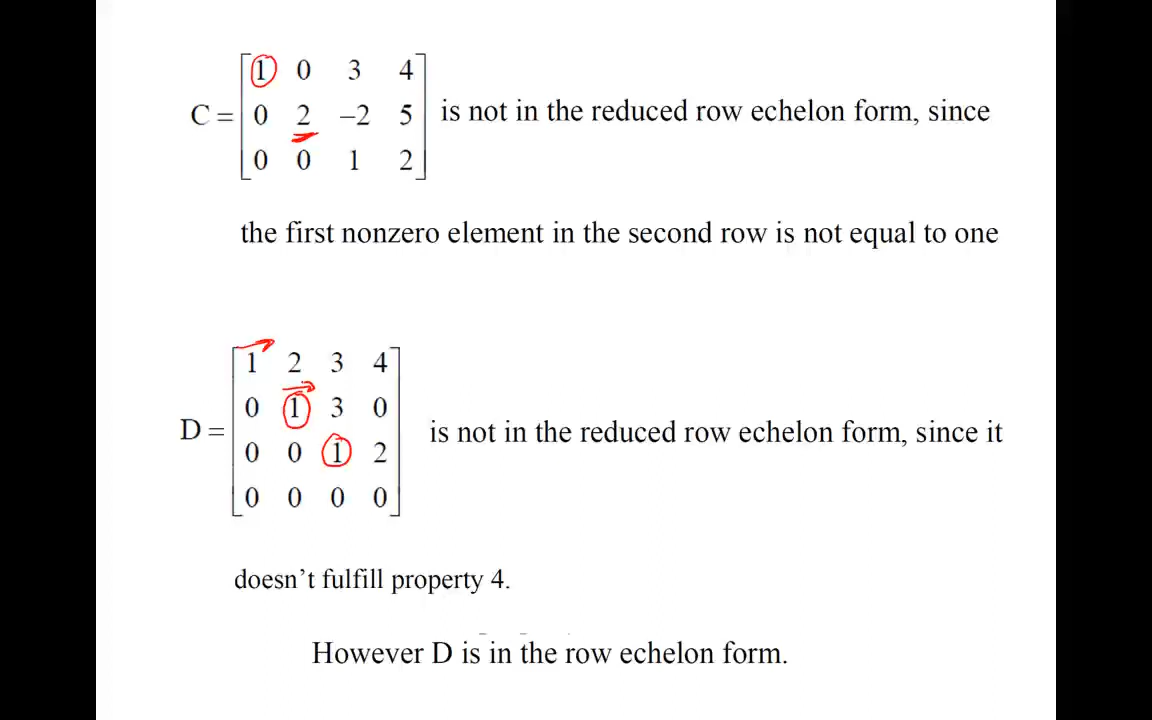 1 0 3 4
C = 0 2 –2 5 is not in the reduced row echelon form, since
0 0 1 2
the first nonzero element in the second row is not equal to one
1 2 3 4
0 1 3 0
D = is not in the reduced row echelon form, since it
0 0 1 2
0 0 0 0
doesn't fulfill property 4.
However D is in the row echelon form.